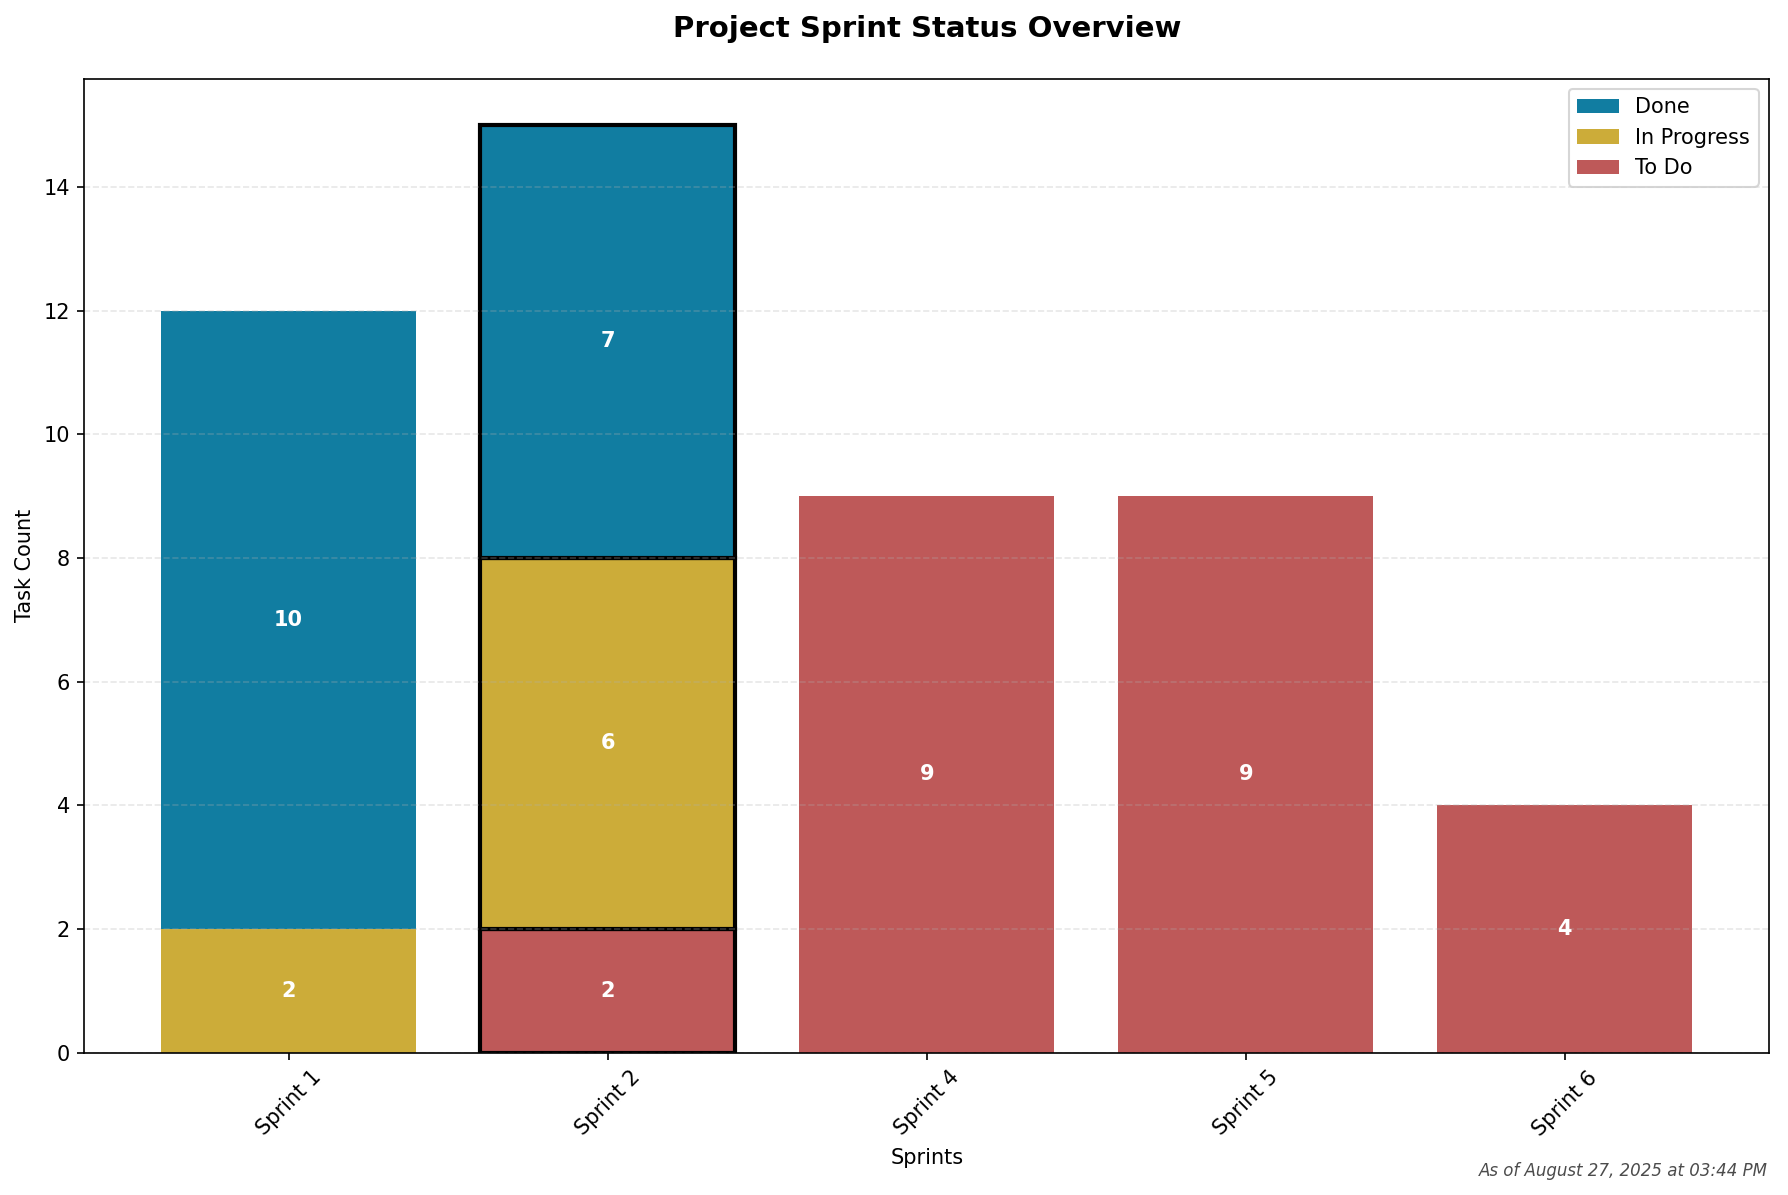 Project Sprint Status Overview
Done
In Progress
To Do
Task Count
14
12
10
8
6
4
2
0
10
2
7
6
2
9
9
4
Sprint 1
Sprint 2
Sprint 4
Sprint 5
Sprint 6
Sprints
As of August 27, 2025 at 03:44 PM